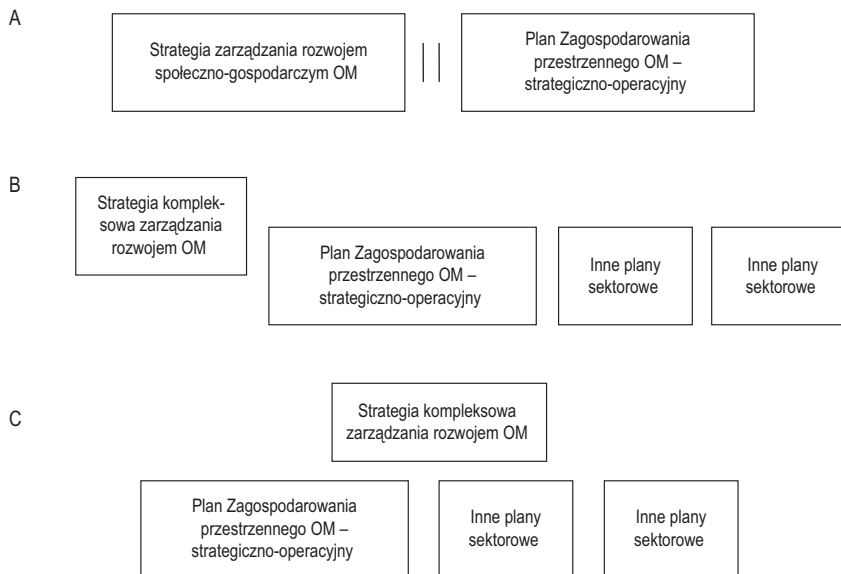 A
Strategia zarządzania rozwojem
społeczno-gospodarczym OM
Plan Zagospodarowania
przestrzennego OM –
strategiczno-operacyjny
B
Strategia komplek-
sowa zarządzania
rozwojem OM
Plan Zagospodarowania
przestrzennego OM –
strategiczno-operacyjny
Inne plany
sektorowe
Inne plany
sektorowe
C
Strategia kompleksowa
zarządzania rozwojem OM
Plan Zagospodarowania
przestrzennego OM –
strategiczno-operacyjny
Inne plany
sektorowe
Inne plany
sektorowe